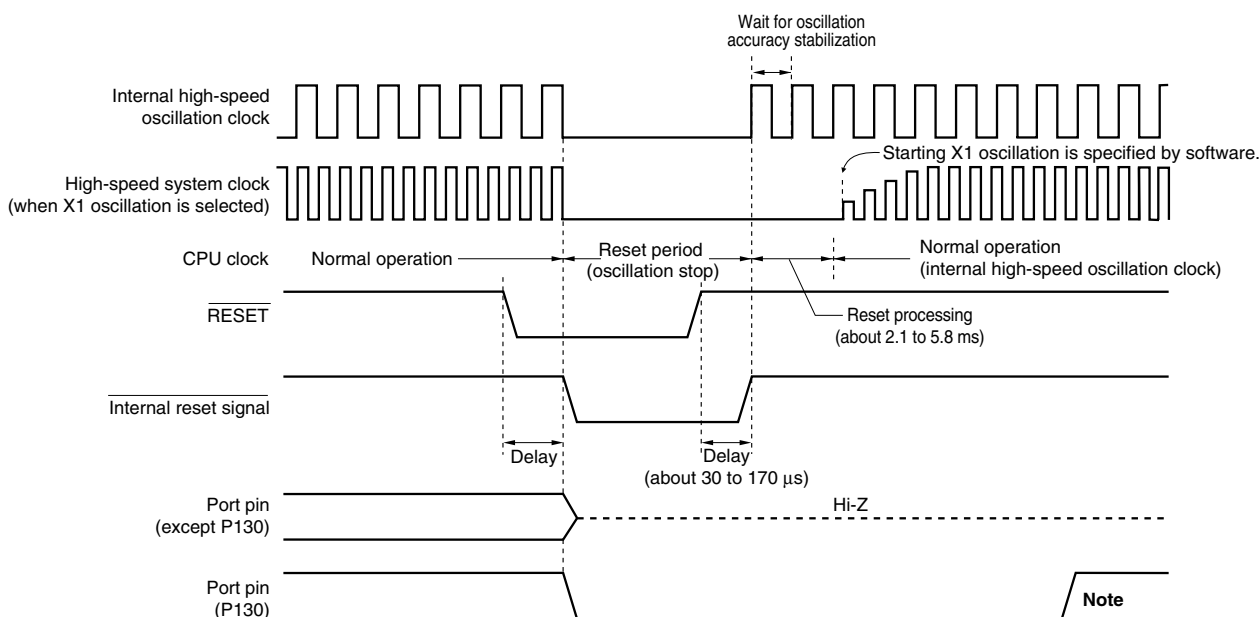 Wait for oscillation
accuracy stabilization
Internal high-speed
oscillation clock
Starting X1 oscillation is specified by software.
High-speed system clock
(when X1 oscillation is selected)
CPU clock
Normal operation
Reset period
(oscillation stop)
Normal operation
(internal high-speed oscillation clock)
RESET
Reset processing
(about 2.1 to 5.8 ms)
Internal reset signal
Delay
Delay
(about 30 to 170 μs)
Port pin
(except P130)
Hi-Z
Port pin
(P130)
Note